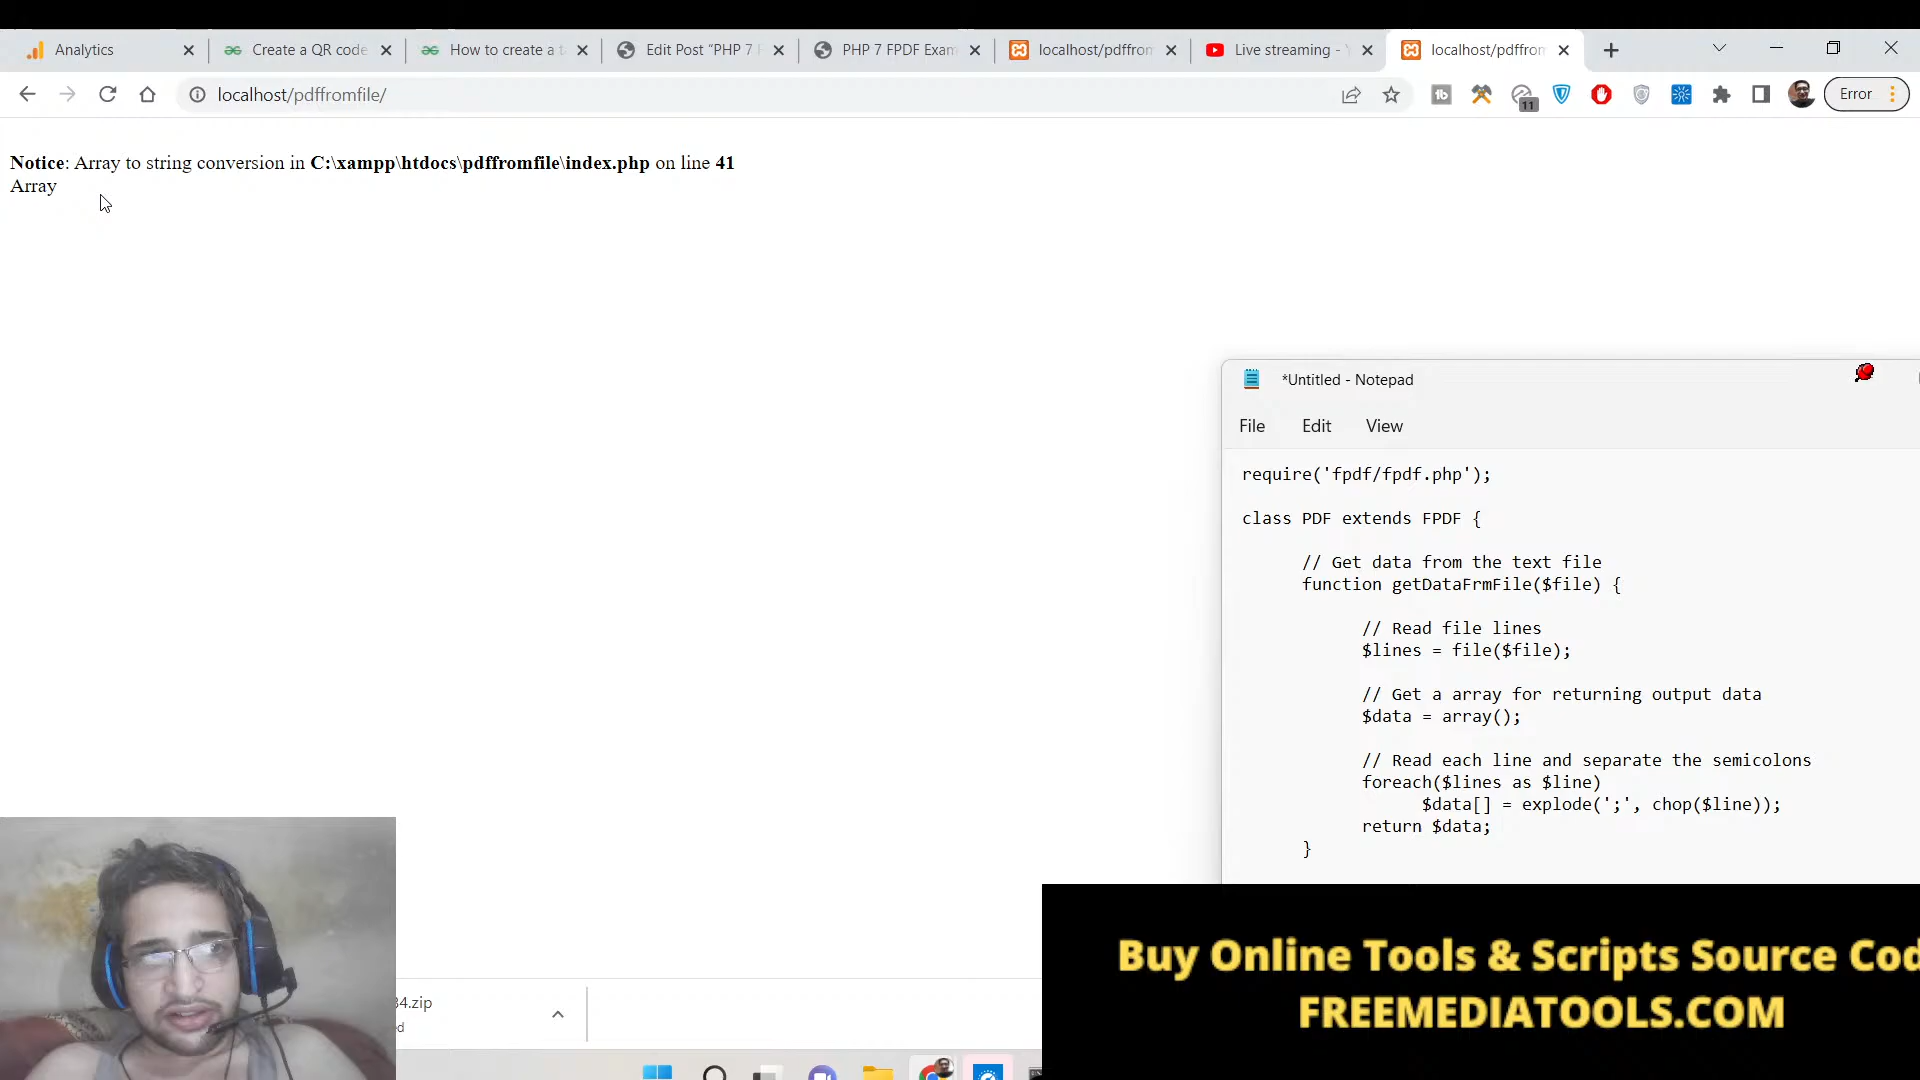 Analytics
Create a QR code
How to create a t
Edit Post “PHP 7 F
PHP 7 FPDF Exam
localhost/pdffrom
Live streaming -
localhost/pdffrom
localhost/pdffromfile/
11
Error
Notice: Array to string conversion in C:\xampp\htdocs\pdffromfile\index.php on line 41
Array
*Untitled - Notepad
File Edit View
require('fpdf/fpdf.php');
class PDF extends FPDF {
// Get data from the text file
function getDataFrmFile($file) {
// Read file lines
$lines = file($file);
// Get a array for returning output data
$data = array();
// Read each line and separate the semicolons
foreach($lines as $line)
$data[] = explode(';', chop($line));
return $data;
}
34.zip
ed
Buy Online Tools & Scripts Source Cod
FREEMEDIATOOLS.COM